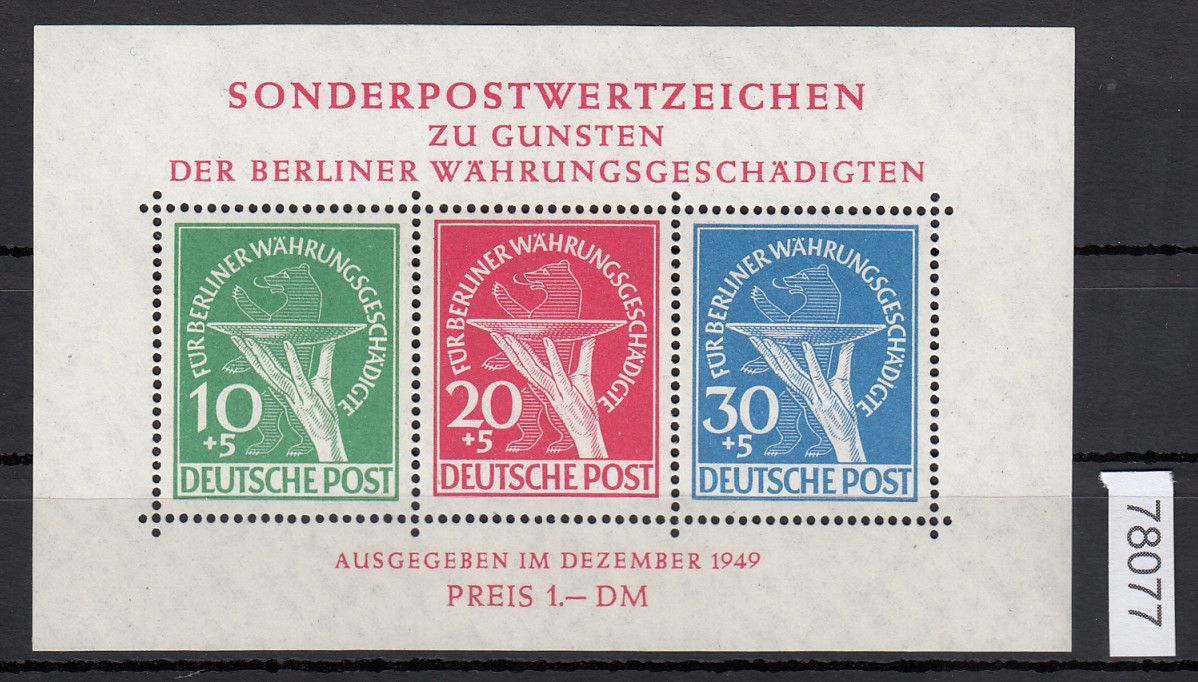 SONDERPOSTWERTZEICHEN
ZU GUNSTEN
DER BERLINER WÄHRUNGSGESCHÄDIGTEN
FÜR BERLINER WÄHRUNGSGESCHÄDIGTE
10
+5
DEUTSCHE POST
FÜR BERLINER WÄHRUNGSGESCHÄDIGTE
20
+5
DEUTSCHE POST
FÜR BERLINER WÄHRUNGSGESCHÄDIGTE
30
+5
DEUTSCHE POST
AUSGEGEBEN IM DEZEMBER 1949
PREIS 1.— DM
78077